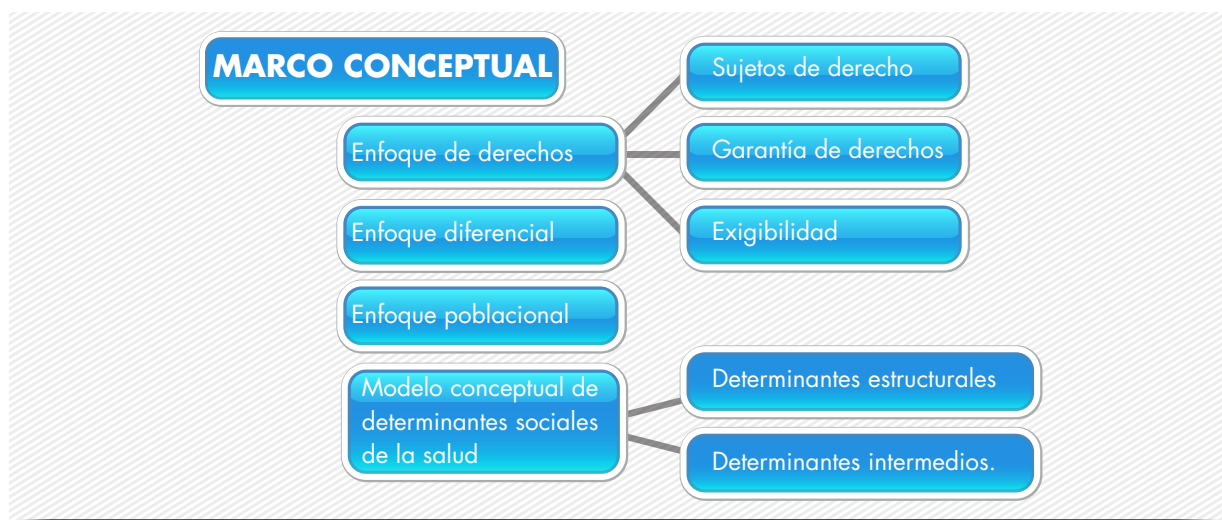 MARCO CONCEPTUAL
Enfoque de derechos
Sujetos de derecho
Garantía de derechos
Exigibilidad
Enfoque diferencial
Enfoque poblacional
Modelo conceptual de
determinantes sociales
de la salud
Determinantes estructurales
Determinantes intermedios.